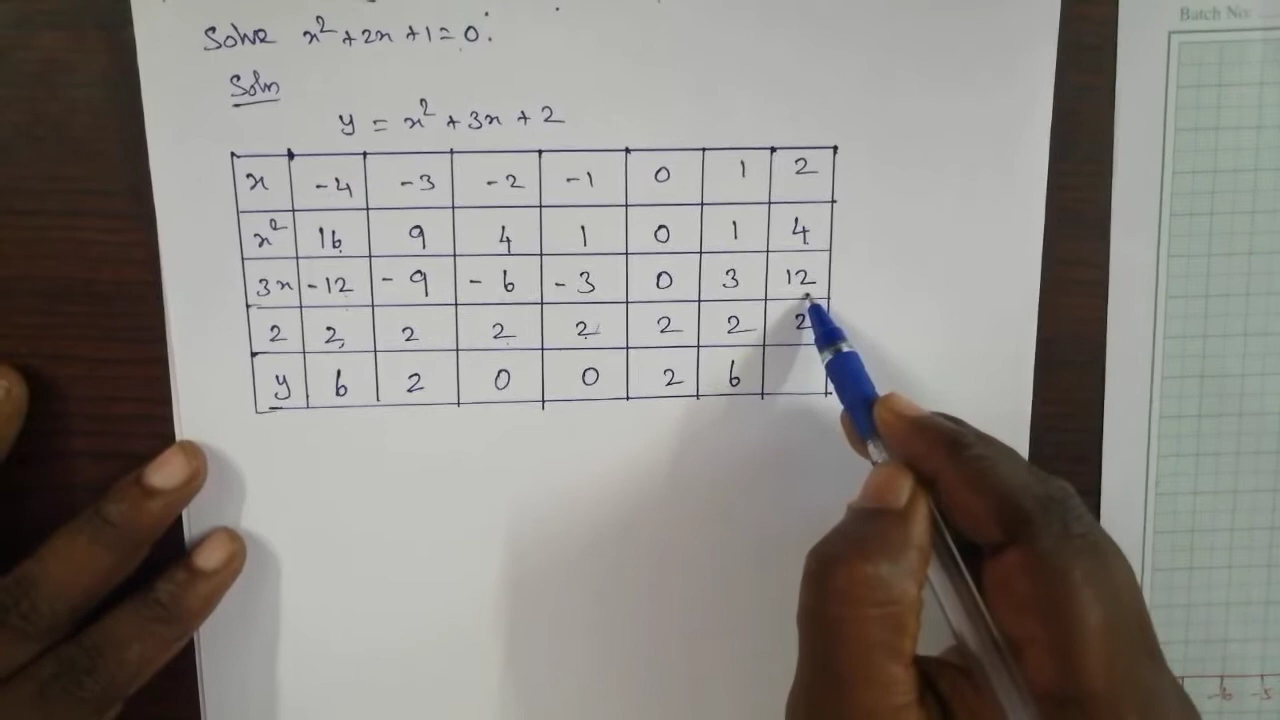 Batch No:
Solve x² + 2x + 1 = 0.
Soln
y = x² + 3x + 2
x -4 -3 -2 -1 0 1 2
x² 16 9 4 1 0 1 4
3x -12 -9 -6 -3 0 3 12
2 2 2 2 2 2 2 2
y 6 2 0 0 2 6
-6 -5